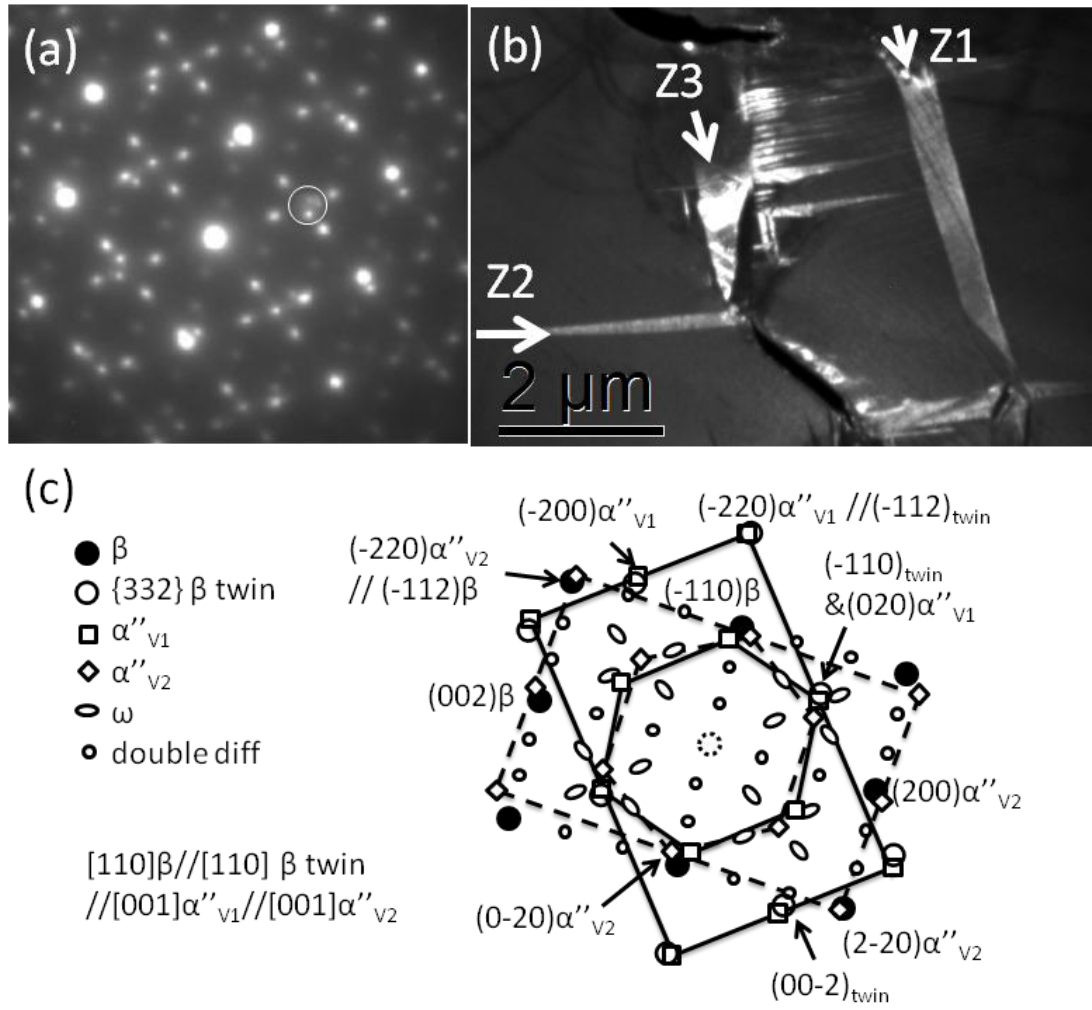 (a)
(b)
Z1
Z3
Z2
2 μm
(c)
(-200)α’’V1
(-220)α’’V1 //(-112)twin
β
{332} β twin
α’’V1
α’’V2
ω
double diff
(-220)α’’V2
// (-112)β
(-110)β
(-110)twin
&(020)α’’V1
(002)β
(200)α’’V2
[110]β//[110] β twin
//[001]α’’V1//[001]α’’V2
(0-20)α’’V2
(2-20)α’’V2
(00-2)twin